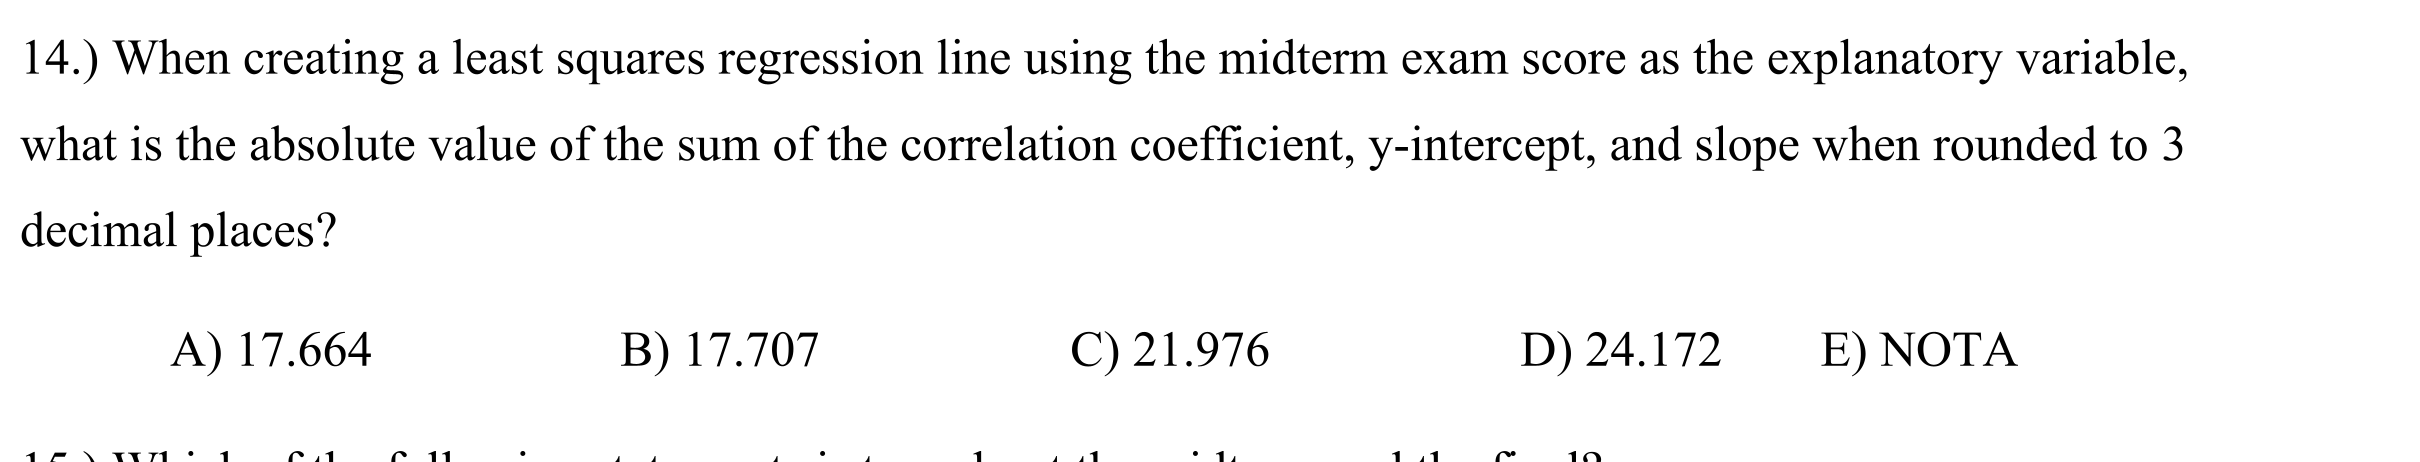 14.) When creating a least squares regression line using the midterm exam score as the explanatory variable,
what is the absolute value of the sum of the correlation coefficient, y-intercept, and slope when rounded to 3
decimal places?
A) 17.664 B) 17.707 C) 21.976 D) 24.172 E) NOTA